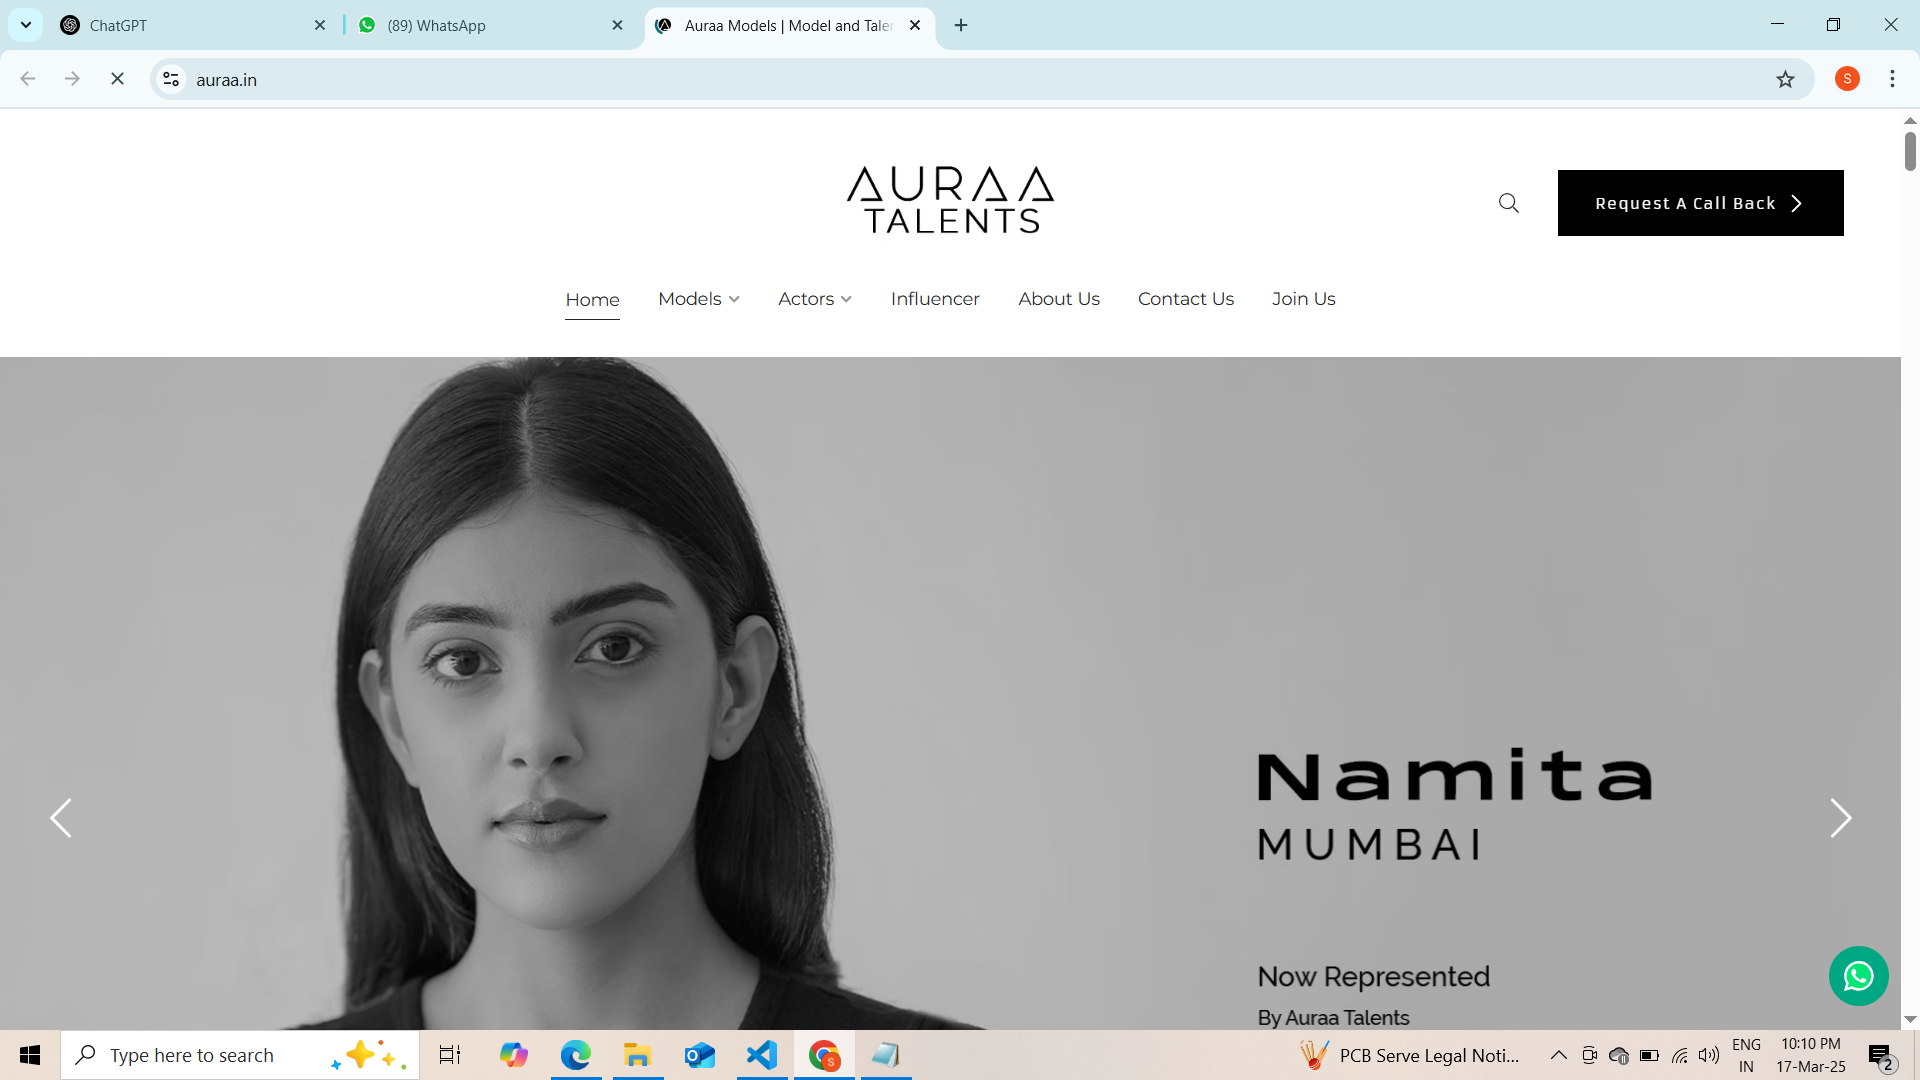 ChatGPT
(89) WhatsApp
Auraa Models | Model and Taler
auraa.in
S
AURAA
TALENTS
Request A Call Back
Home
Models
Actors
Influencer
About Us
Contact Us
Join Us
Namita
MUMBAI
Now Represented
By Auraa Talents
Type here to search
S
PCB Serve Legal Noti...
ENG
IN
10:10 PM
17-Mar-25
2